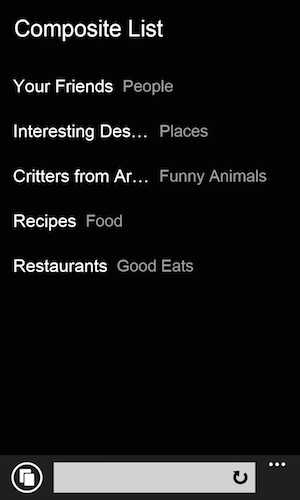 Composite List
Your Friends People
Interesting Des... Places
Critters from Ar... Funny Animals
Recipes Food
Restaurants Good Eats